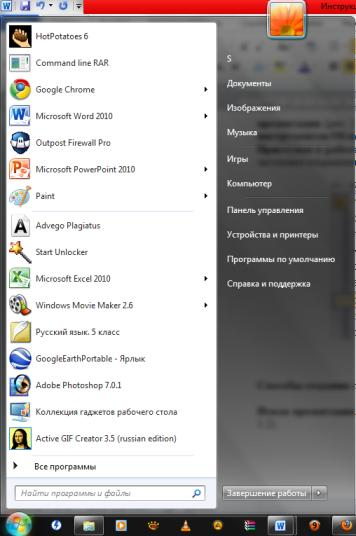 Инструкц
HotPotatoes 6
Command line RAR
Google Chrome
Microsoft Word 2010
Outpost Firewall Pro
Microsoft PowerPoint 2010
Paint
Advego Plagiatus
Start Unlocker
Microsoft Excel 2010
Windows Movie Maker 2.6
Русский язык. 5 класс
GoogleEarthPortable - Ярлык
Adobe Photoshop 7.0.1
Коллекция гаджетов рабочего стола
Active GIF Creator 3.5 (russian edition)
Все программы
Найти программы и файлы
S
Документы
Изображения
Музыка
Игры
Компьютер
Панель управления
Устройства и принтеры
Программы по умолчанию
Справка и поддержка
Завершение работы